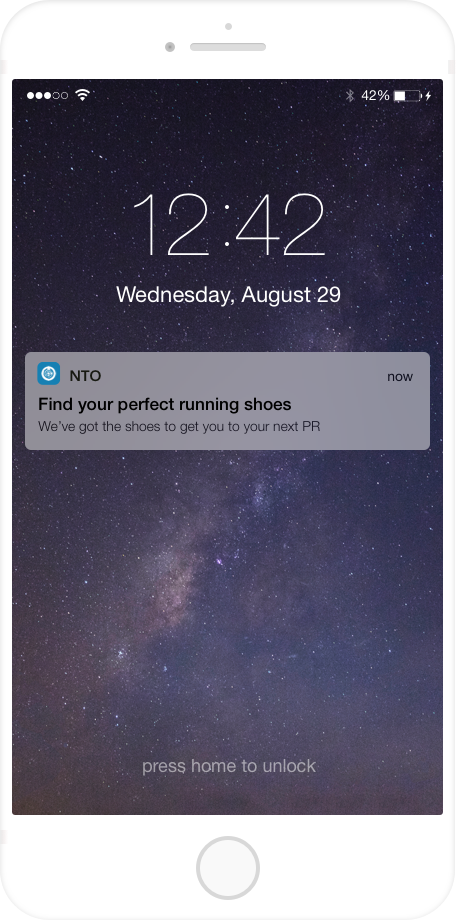 42%
12:42
Wednesday, August 29
NTO now
Find your perfect running shoes
We've got the shoes to get you to your next PR
press home to unlock